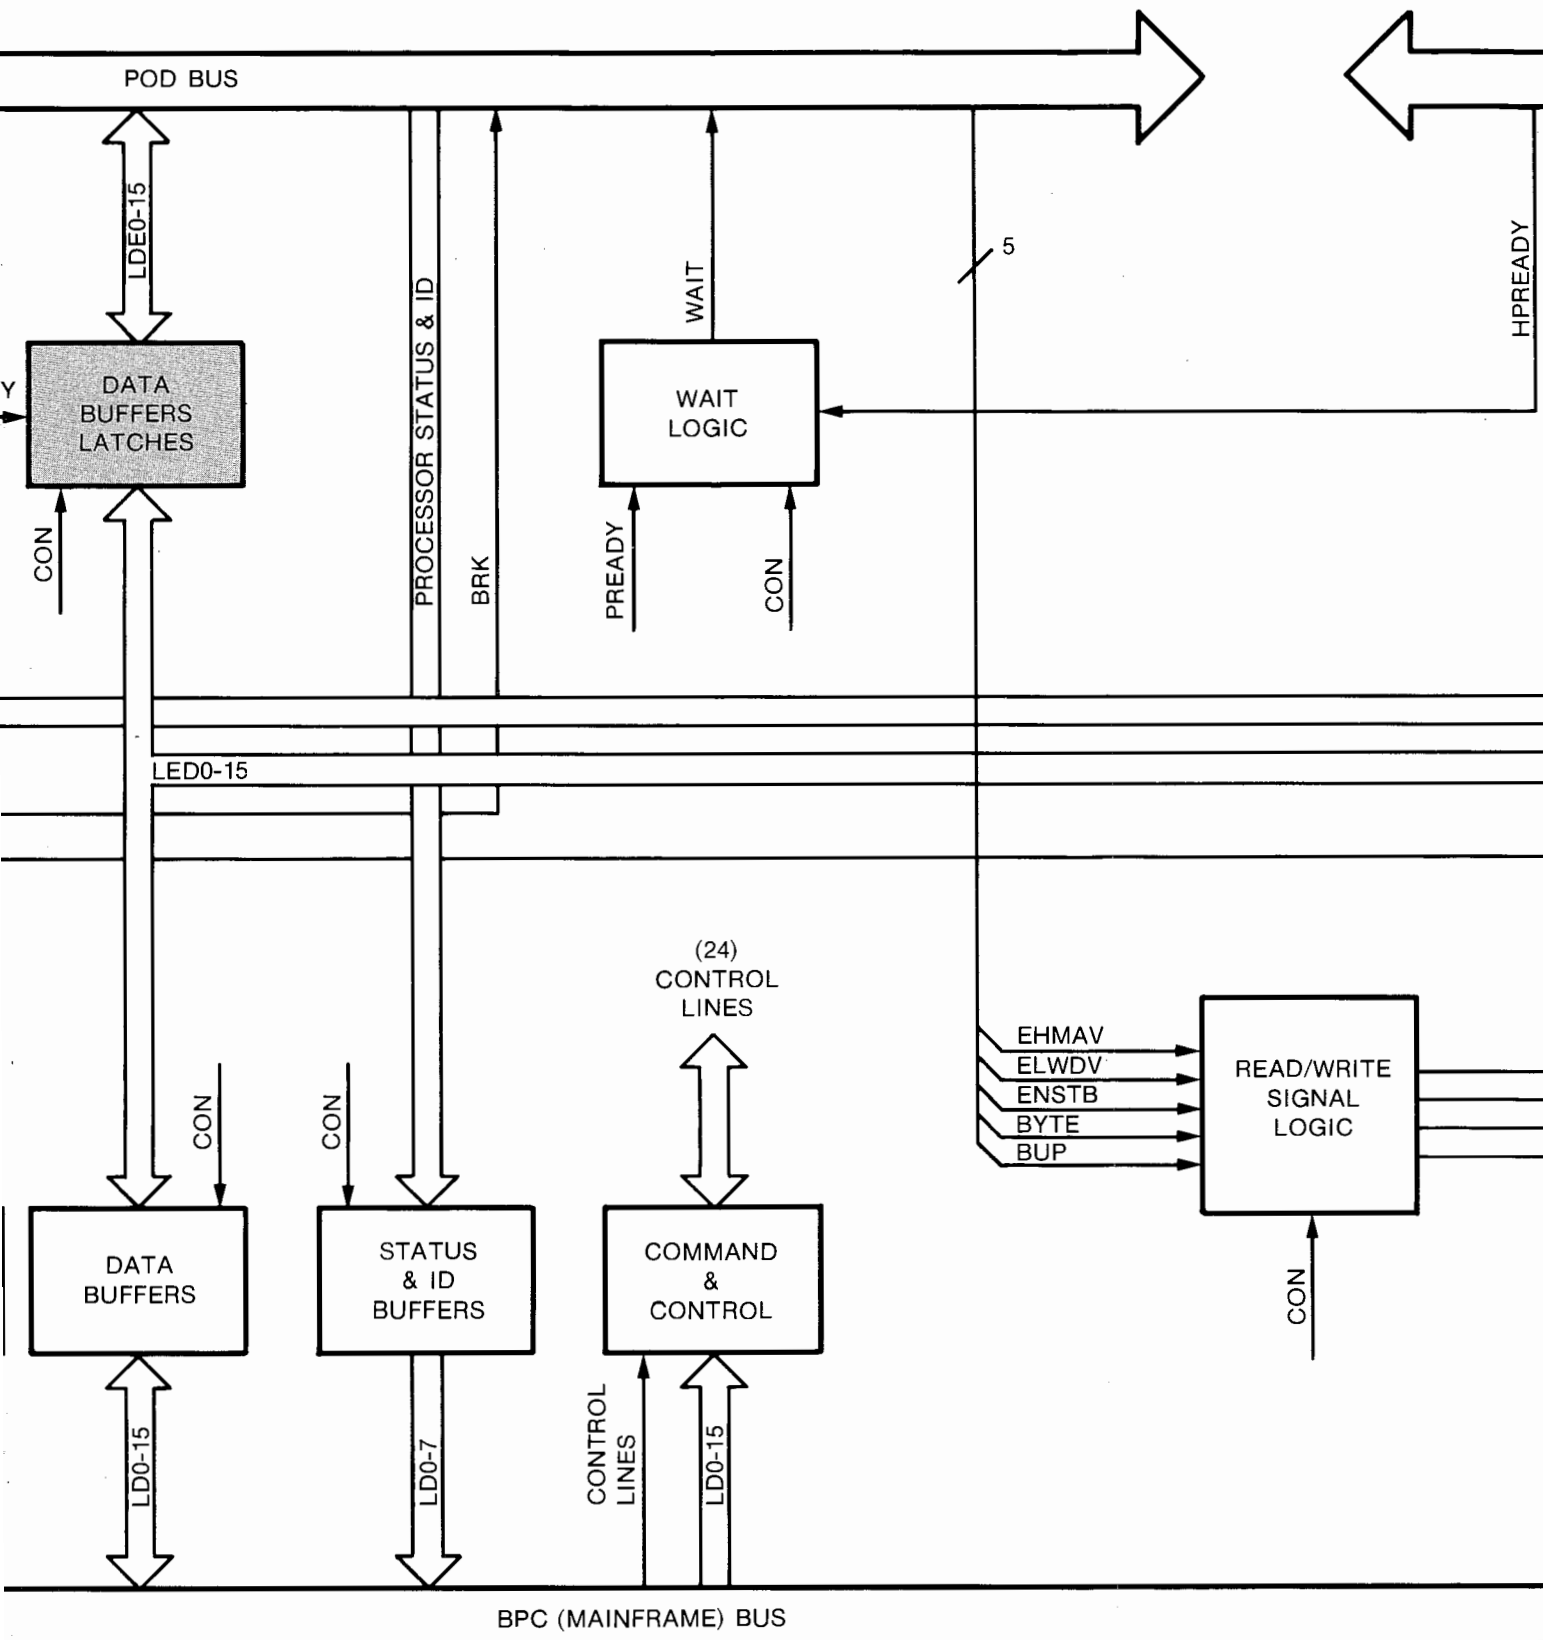 POD BUS
LDE0-15
PROCESSOR STATUS & ID
BRK
WAIT
5
HPREADY
Y
DATA
BUFFERS
LATCHES
WAIT
LOGIC
CON
PREADY
CON
LED0-15
(24)
CONTROL
LINES
EHMAV
ELWDV
ENSTB
BYTE
BUP
READ/WRITE
SIGNAL
LOGIC
CON
CON
DATA
BUFFERS
STATUS
& ID
BUFFERS
COMMAND
&
CONTROL
CON
LD0-15
LD0-7
CONTROL
LINES
LD0-15
BPC (MAINFRAME) BUS